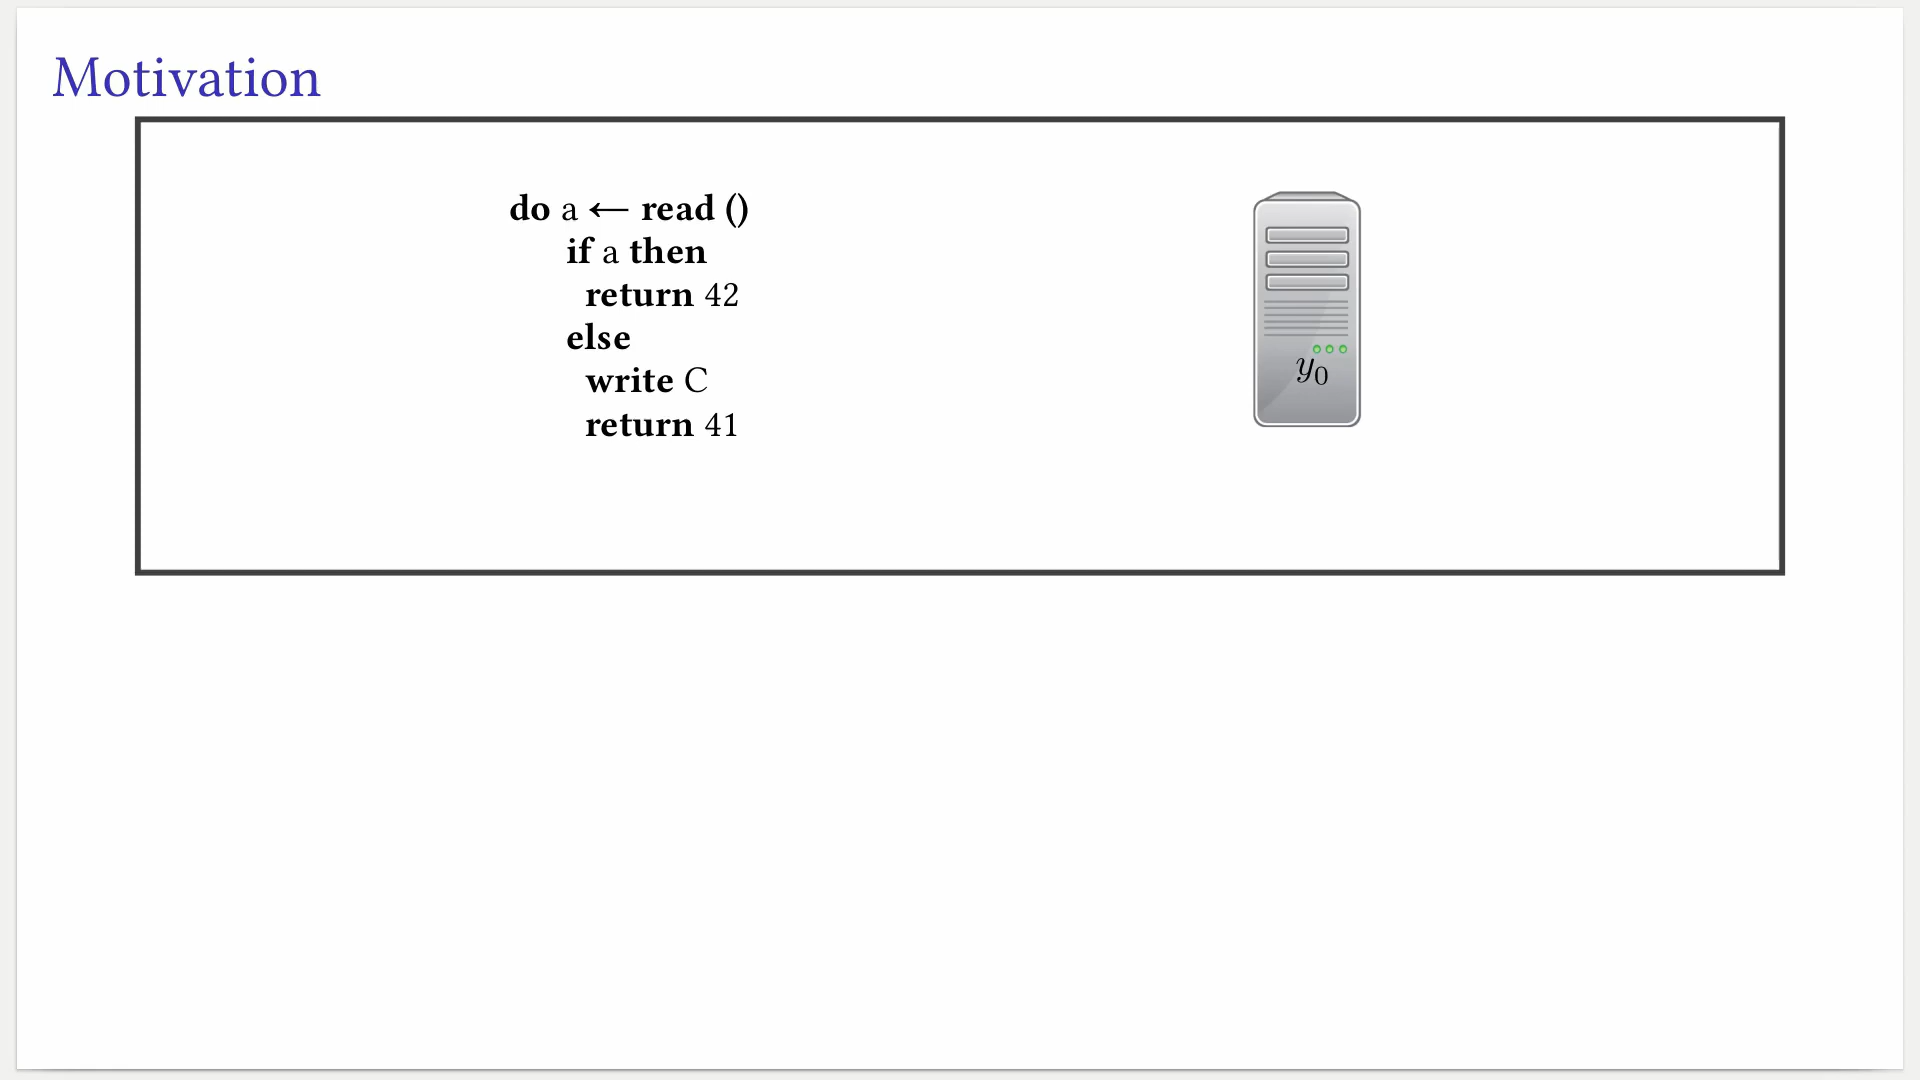 Motivation
do a ⟵ read ()
if a then
return 42
else
write C
return 41
y₀